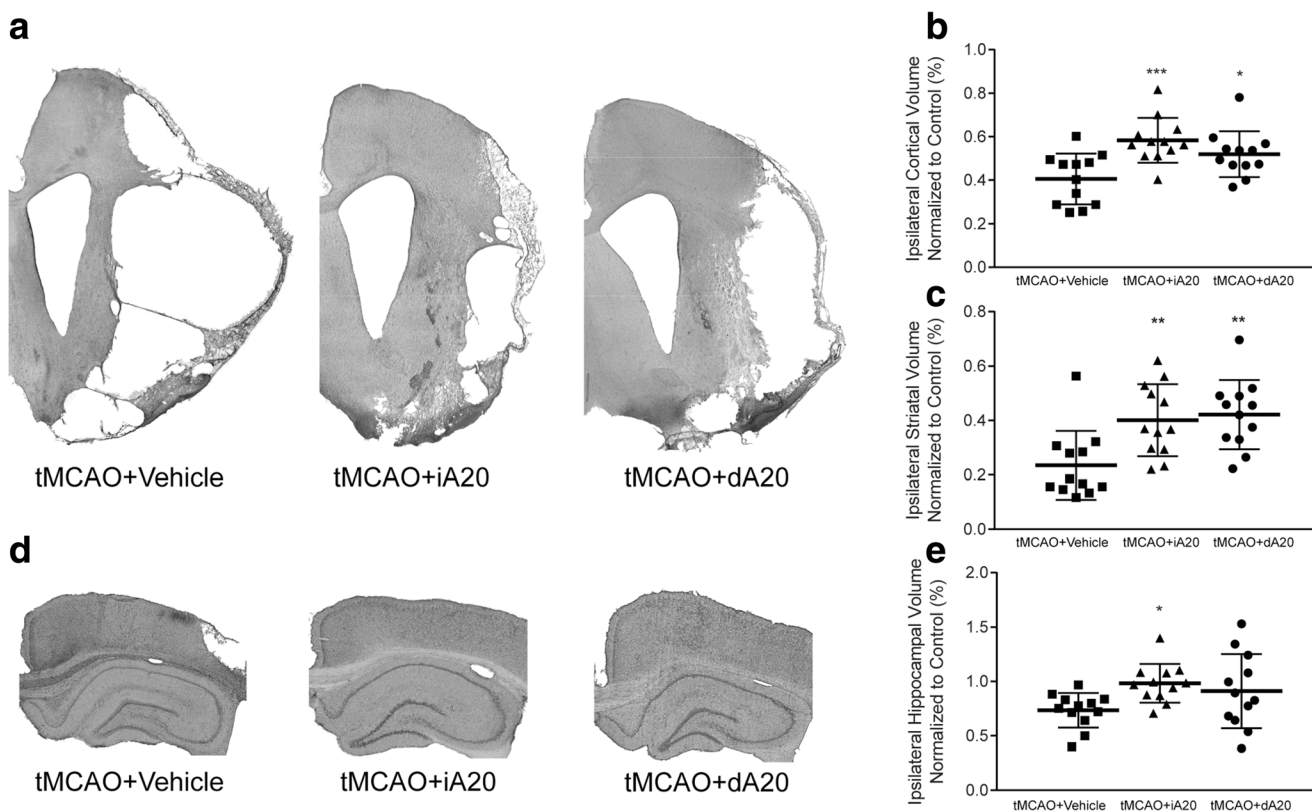 a
tMCAO+Vehicle
tMCAO+iA20
tMCAO+dA20
b
Ipsilateral Cortical Volume
Normalized to Control (%)
1.0
0.8
0.6
0.4
0.2
0.0
***
*
tMCAO+Vehicle
tMCAO+iA20
tMCAO+dA20
c
Ipsilateral Striatal Volume
Normalized to Control (%)
0.8
0.6
0.4
0.2
0.0
**
**
tMCAO+Vehicle
tMCAO+iA20
tMCAO+dA20
d
tMCAO+Vehicle
tMCAO+iA20
tMCAO+dA20
e
Ipsilateral Hippocampal Volume
Normalized to Control (%)
2.0
1.5
1.0
0.5
0.0
*
tMCAO+Vehicle
tMCAO+iA20
tMCAO+dA20